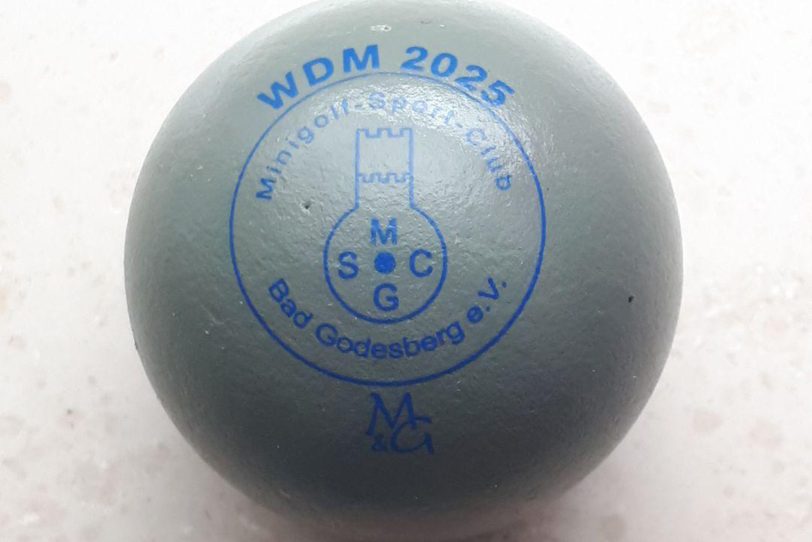 WDM 2025
Minigolf-Sport-Club
M
S C
G
Bad Godesberg e.V.
M
&G